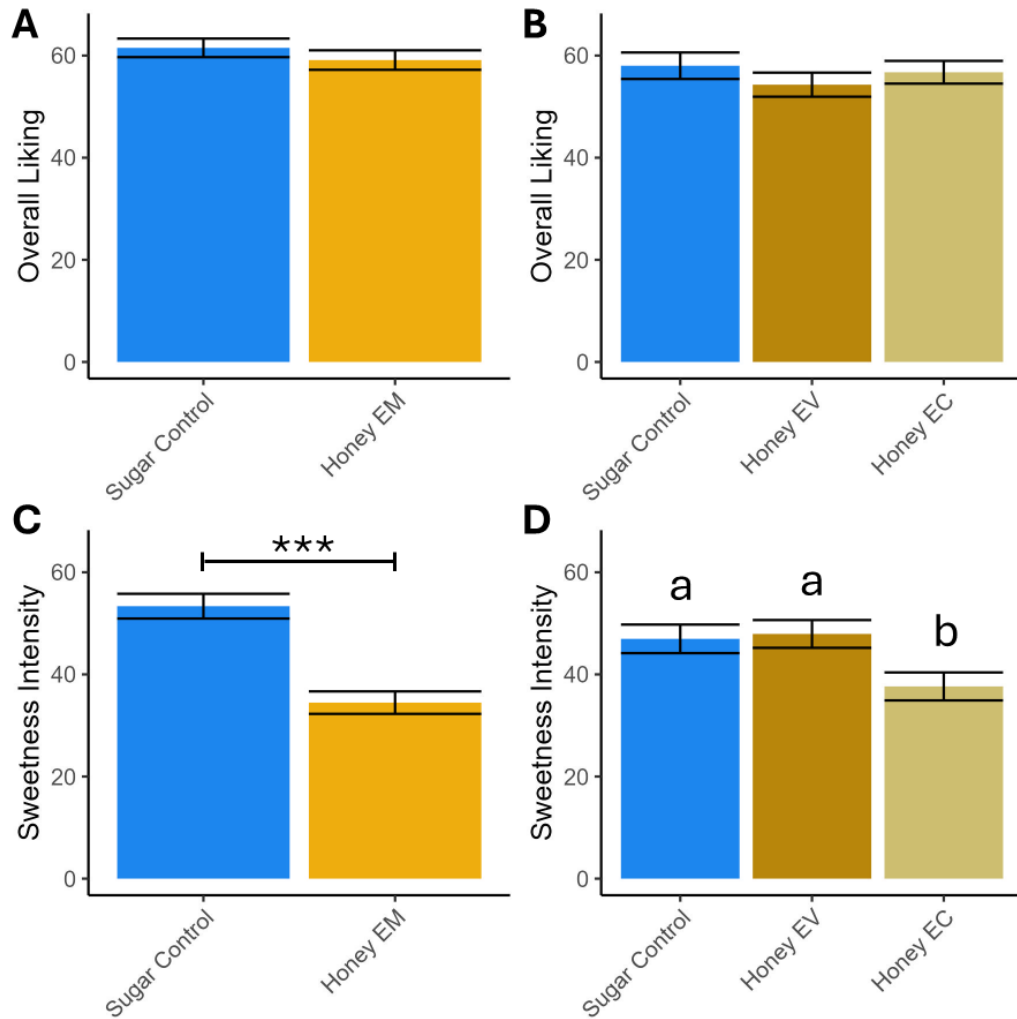 A
Overall Liking
60
40
20
0
Sugar Control
Honey EM
B
Overall Liking
60
40
20
0
Sugar Control
Honey EV
Honey EC
C
***
Sweetness Intensity
60
40
20
0
Sugar Control
Honey EM
D
a
a
b
Sweetness Intensity
60
40
20
0
Sugar Control
Honey EV
Honey EC